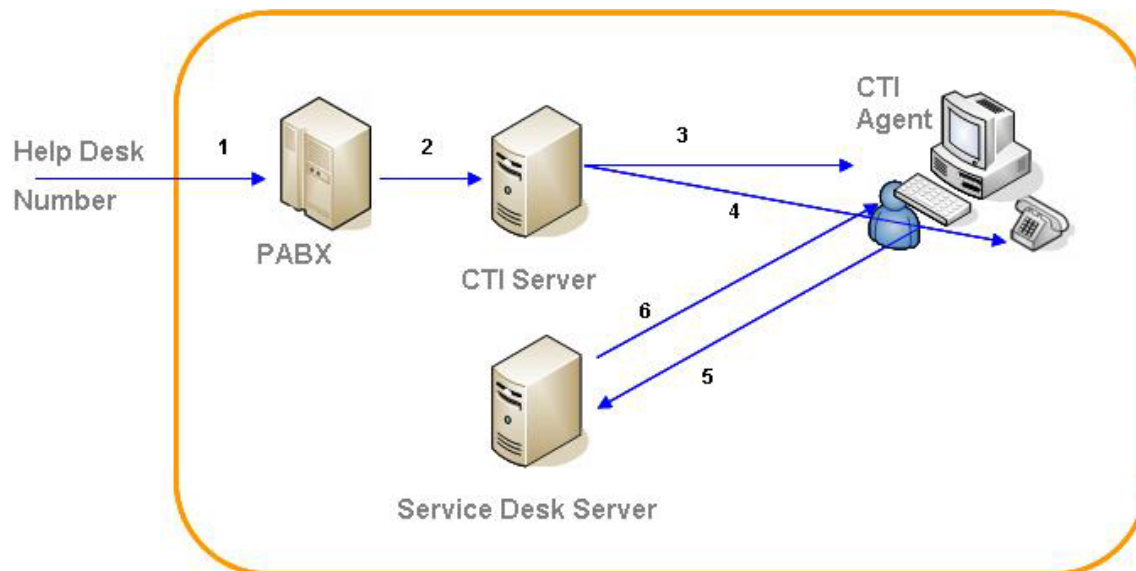 Help Desk
Number
1
PABX
2
CTI Server
3
4
CTI
Agent
6
5
Service Desk Server